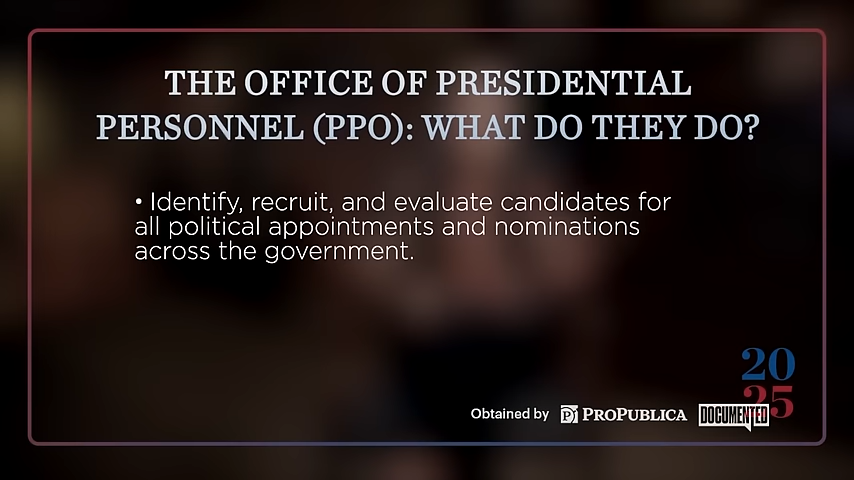 THE OFFICE OF PRESIDENTIAL
PERSONNEL (PPO): WHAT DO THEY DO?
• Identify, recruit, and evaluate candidates for
all political appointments and nominations
across the government.
20
25
Obtained by PROPUBLICA DOCUMENTED